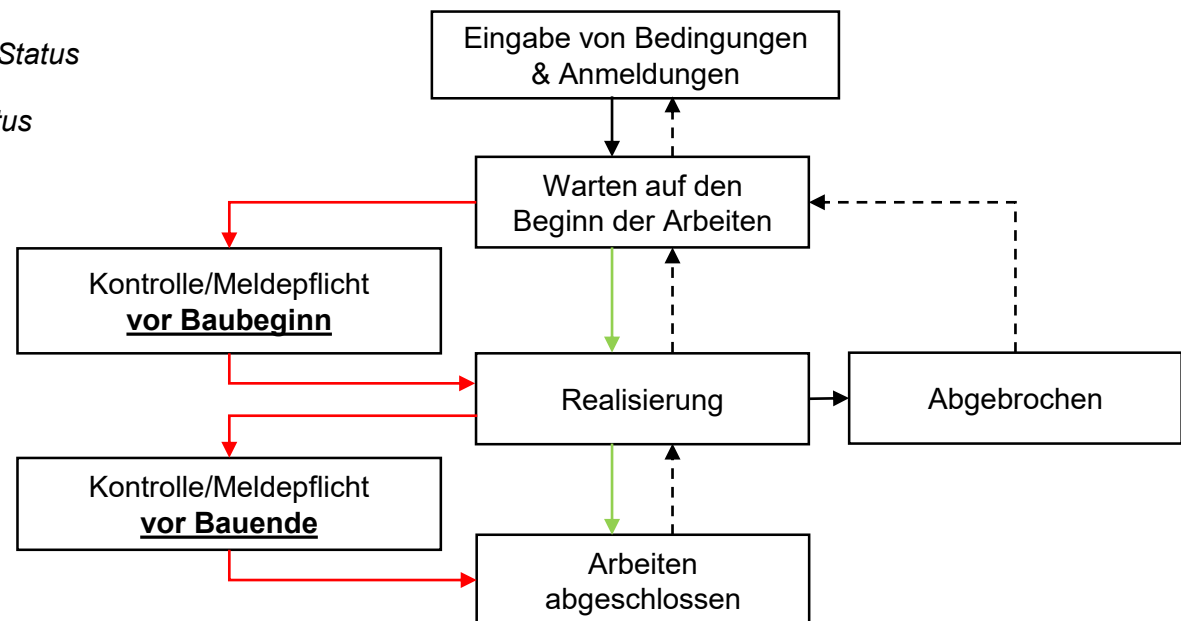 Status
Eingabe von Bedingungen
& Anmeldungen
Warten auf den
Beginn der Arbeiten
Kontrolle/Meldepflicht
vor Baubeginn
Realisierung
Abgebrochen
Kontrolle/Meldepflicht
vor Bauende
Arbeiten
abgeschlossen